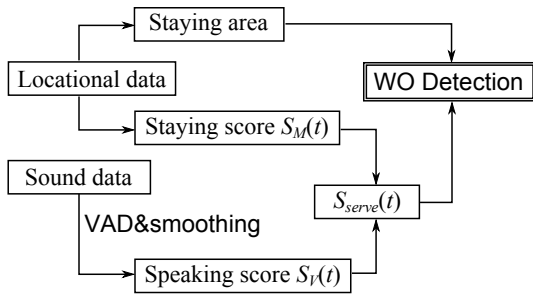 Staying area
Locational data
WO Detection
Staying score S_M(t)
Sound data
S_serve(t)
VAD&smoothing
Speaking score S_V(t)